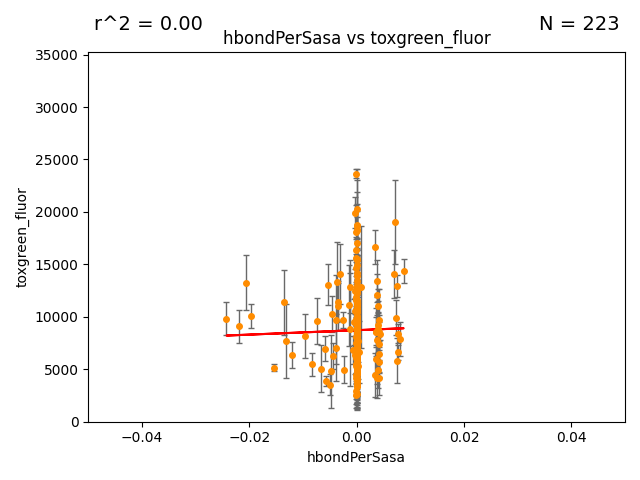 r^2 = 0.00
N = 223
hbondPerSasa vs toxgreen_fluor
35000
30000
25000
20000
15000
10000
5000
0
toxgreen_fluor
−0.04
−0.02
0.00
0.02
0.04
hbondPerSasa